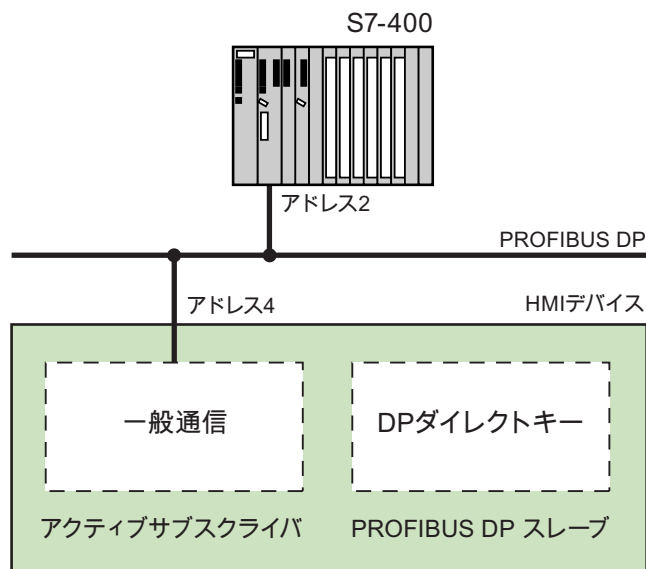 S7-400
アドレス2
PROFIBUS DP
アドレス4
HMIデバイス
一般通信
DPダイレクトキー
アクティブサブスクライバ
PROFIBUS DP スレーブ